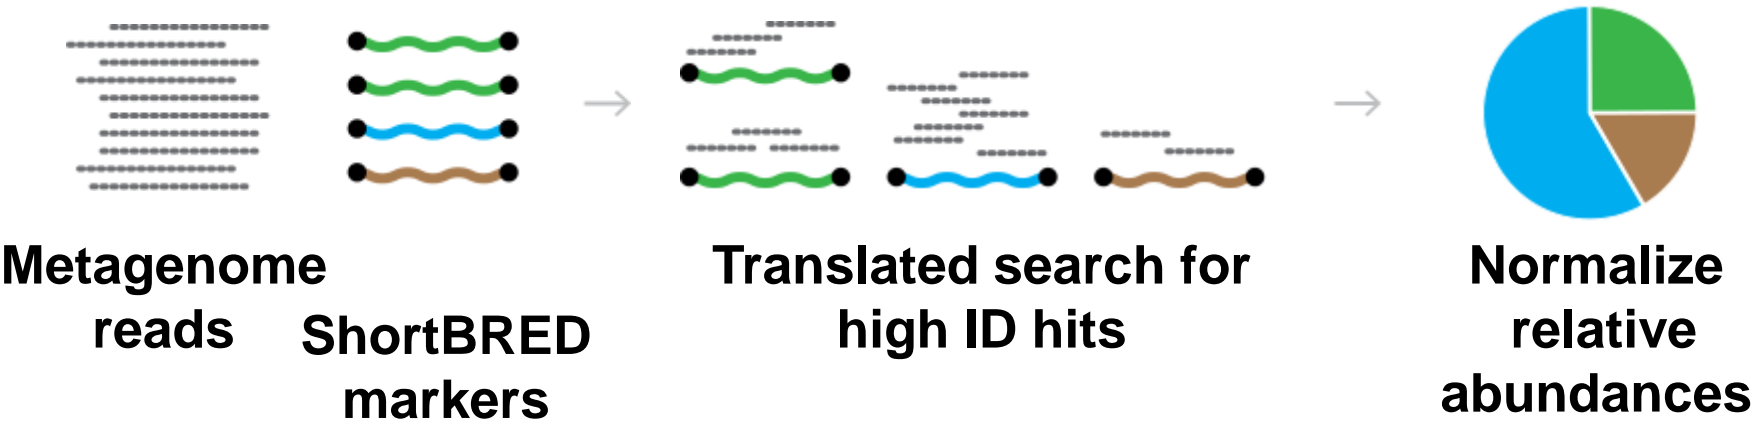 Metagenome
reads
ShortBRED
markers
Translated search for
high ID hits
Normalize
relative
abundances